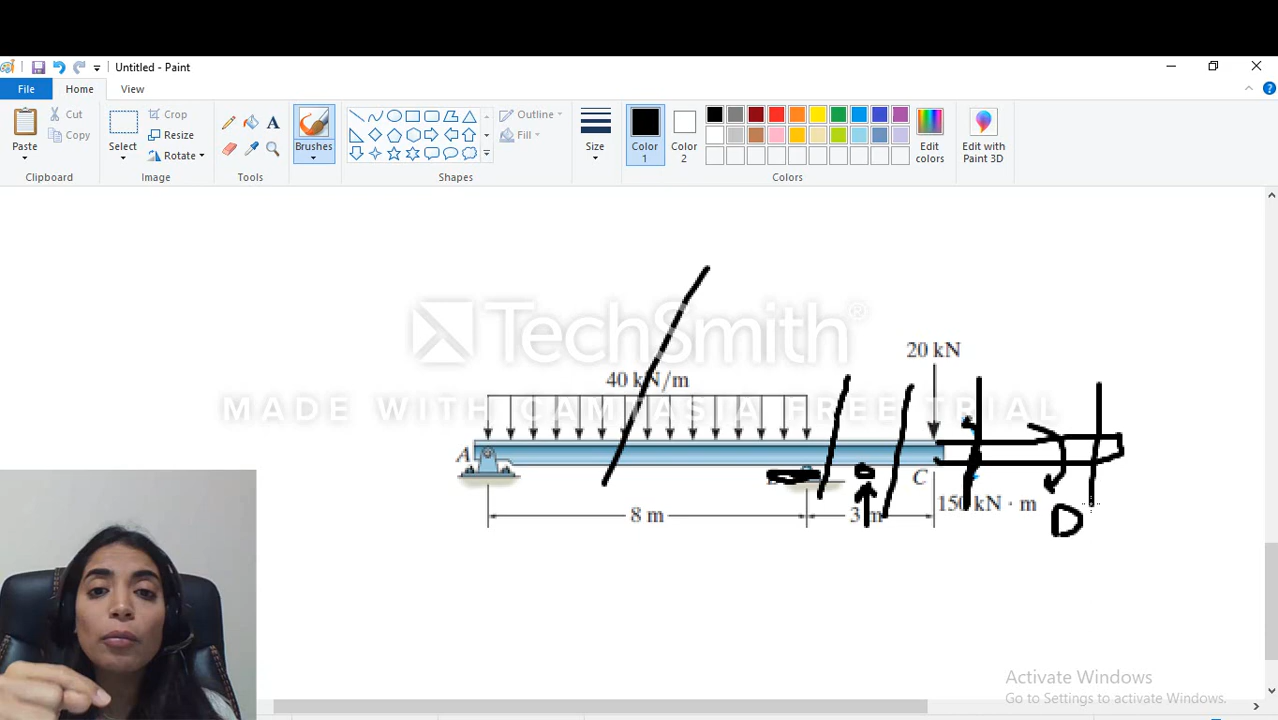 Untitled - Paint
File
Home
View
Paste
Cut
Copy
Clipboard
Select
Crop
Resize
Rotate
Image
Tools
Brushes
Shapes
Outline
Fill
Size
Color 1
Color 2
Colors
Edit colors
Edit with Paint 3D
TechSmith®
MADE WITH CAMTASIA FREE TRIAL
20 kN
40 kN/m
A
C
8 m
3 m
150 kN · m
D
Activate Windows
Go to Settings to activate Windows.